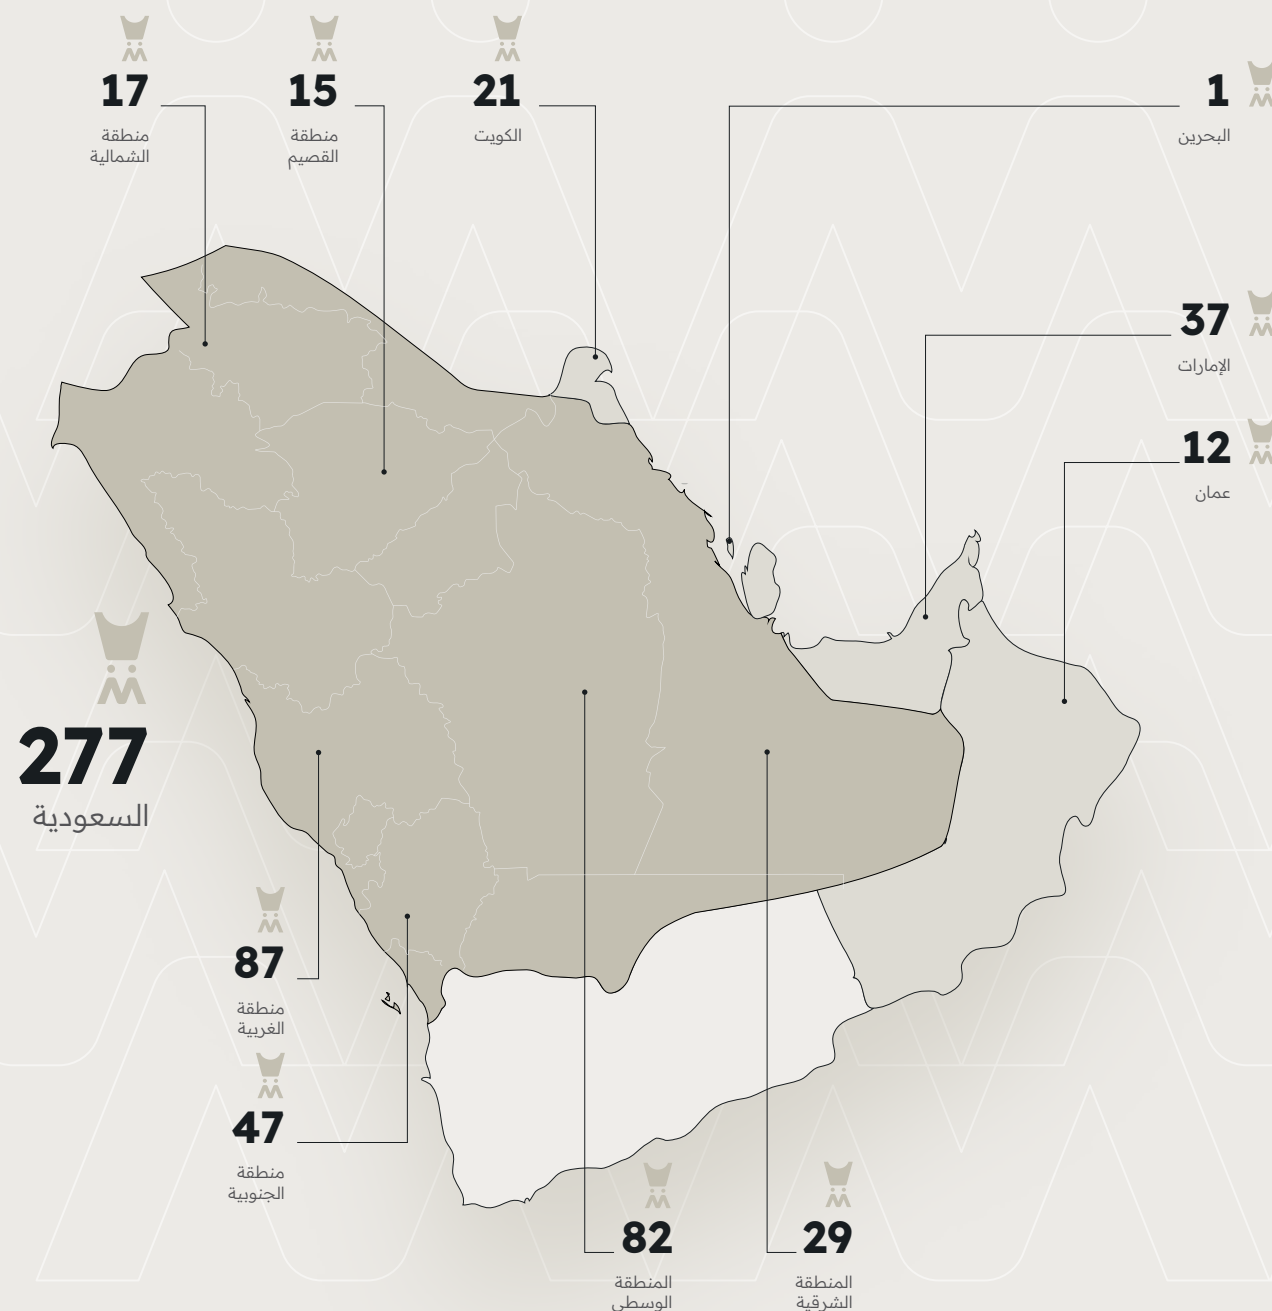 17
منطقة
الشمالية
15
منطقة
القصيم
21
الكويت
1
البحرين
37
الإمارات
12
عمان
277
السعودية
87
منطقة
الغربية
47
منطقة
الجنوبية
82
المنطقة
الوسطى
29
المنطقة
الشرقية